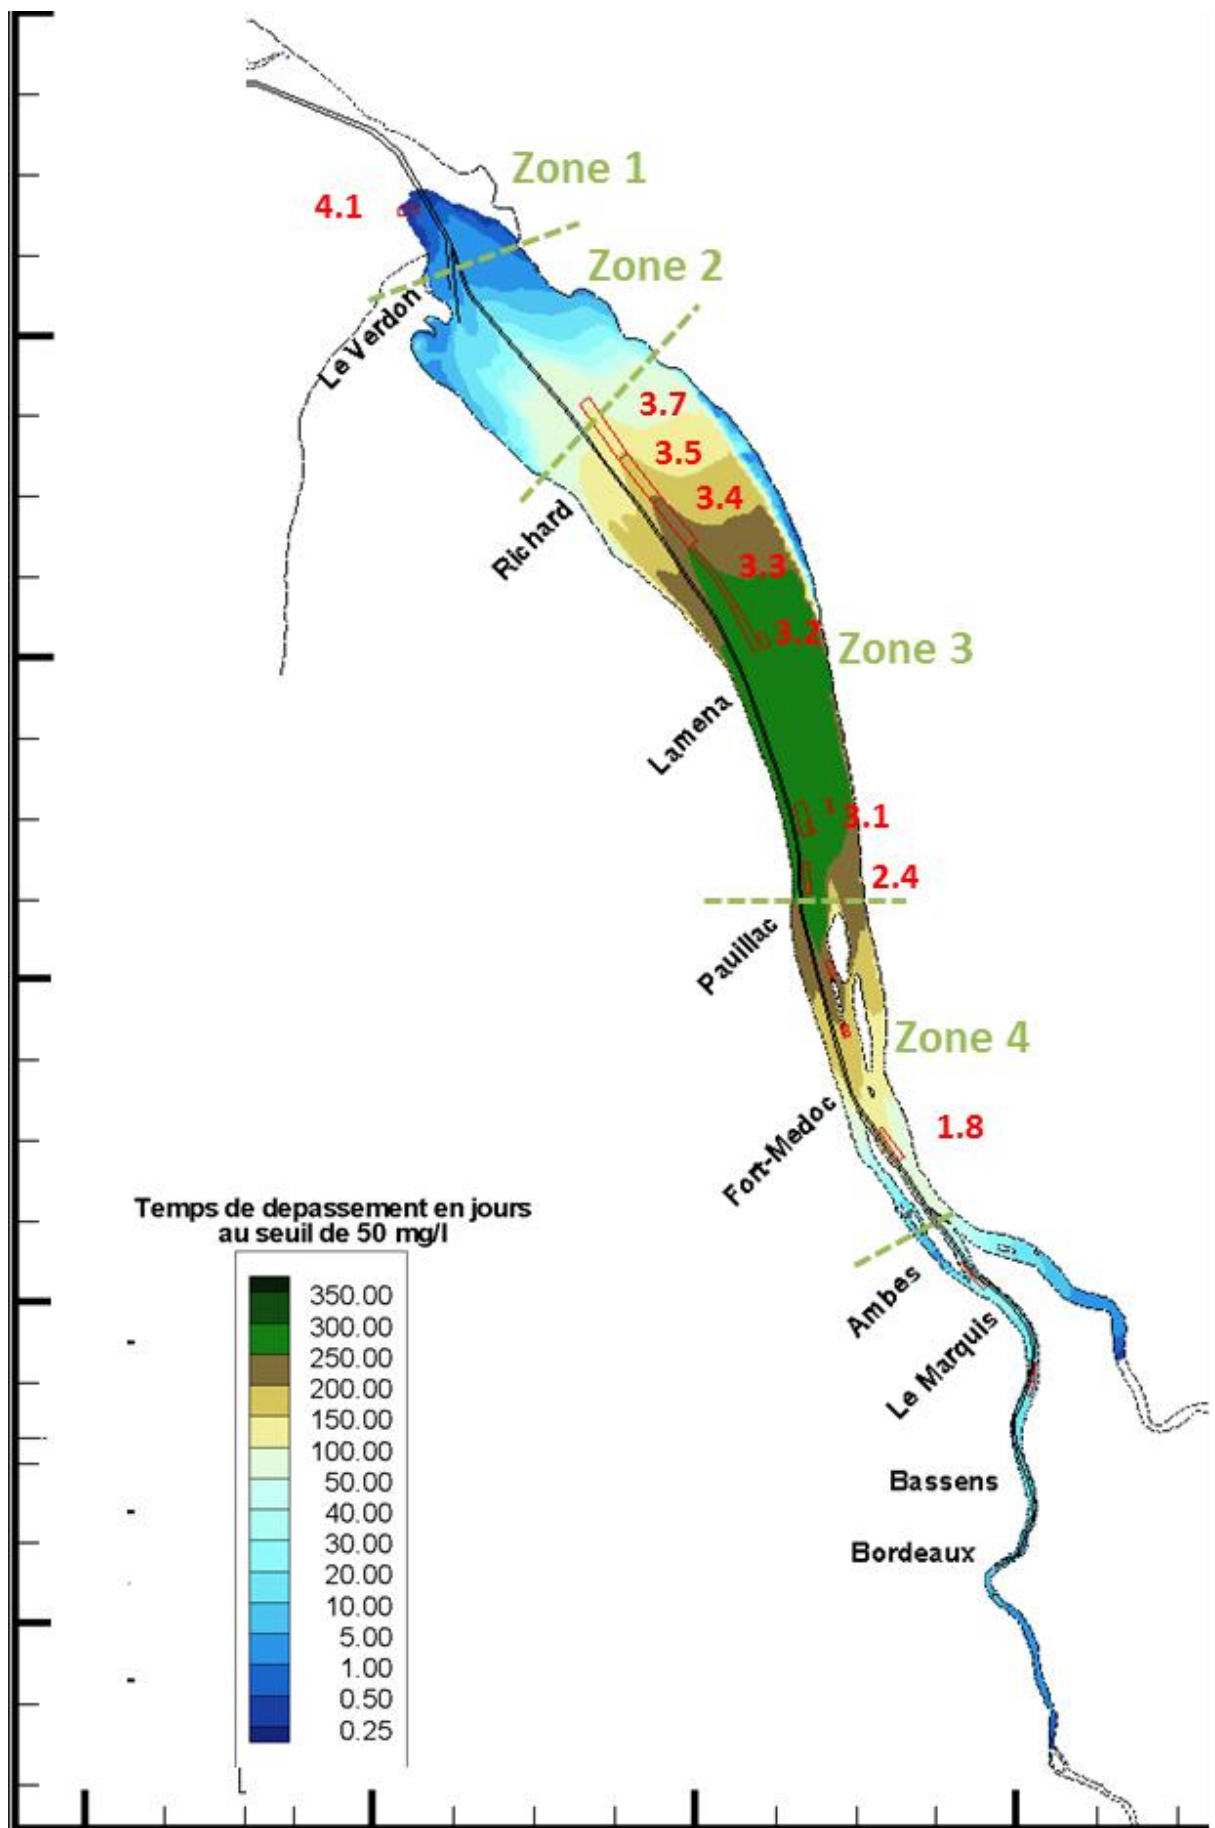 Zone 1
4.1
Zone 2
Le Verdon
3.7
3.5
3.4
Richard
3.3
3.2
Zone 3
Lamena
3.1
2.4
Pauillac
Zone 4
Fort-Medoc
1.8
Temps de depassement en jours
au seuil de 50 mg/l
Ambes
Le Marquis
350.00
300.00
250.00
200.00
150.00
100.00
50.00
40.00
30.00
20.00
10.00
5.00
1.00
0.50
0.25
Bassens
Bordeaux